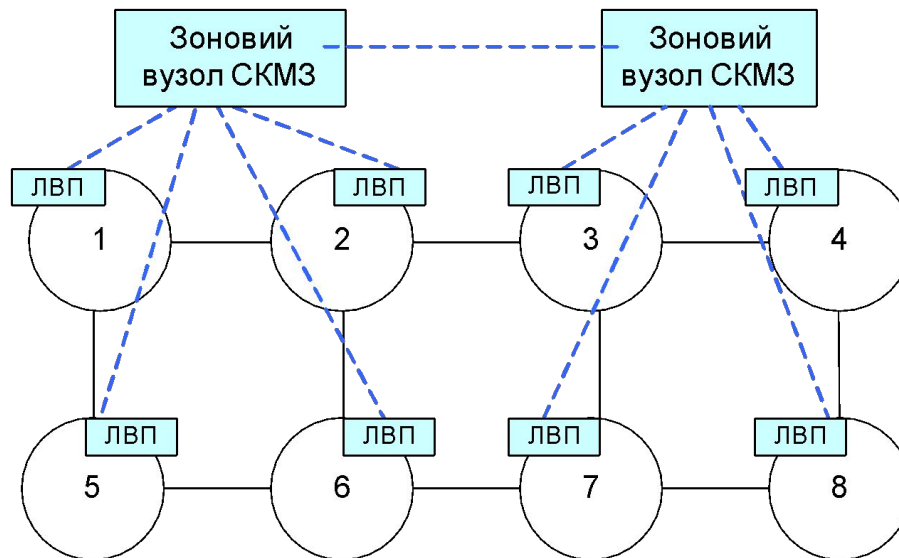 Зоновий
вузол СКМЗ
Зоновий
вузол СКМЗ
ЛВП
ЛВП
ЛВП
ЛВП
1
2
3
4
ЛВП
ЛВП
ЛВП
ЛВП
5
6
7
8